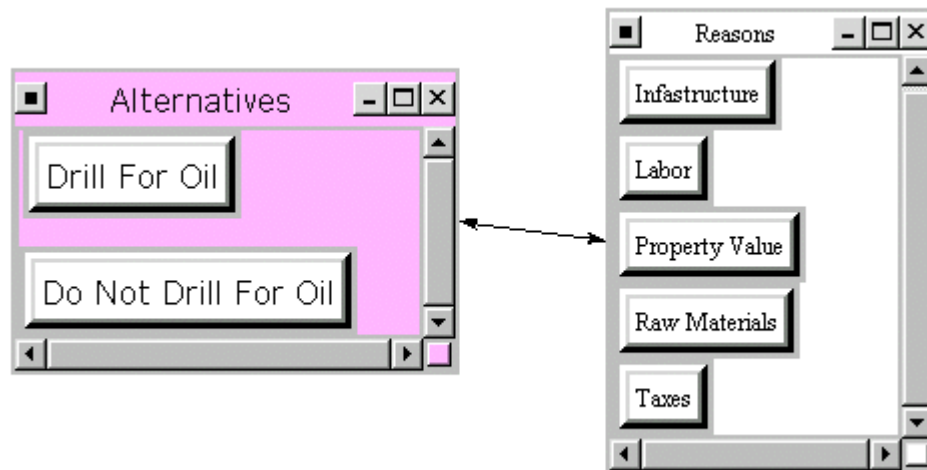 Alternatives
Drill For Oil
Do Not Drill For Oil
Reasons
Infastructure
Labor
Property Value
Raw Materials
Taxes